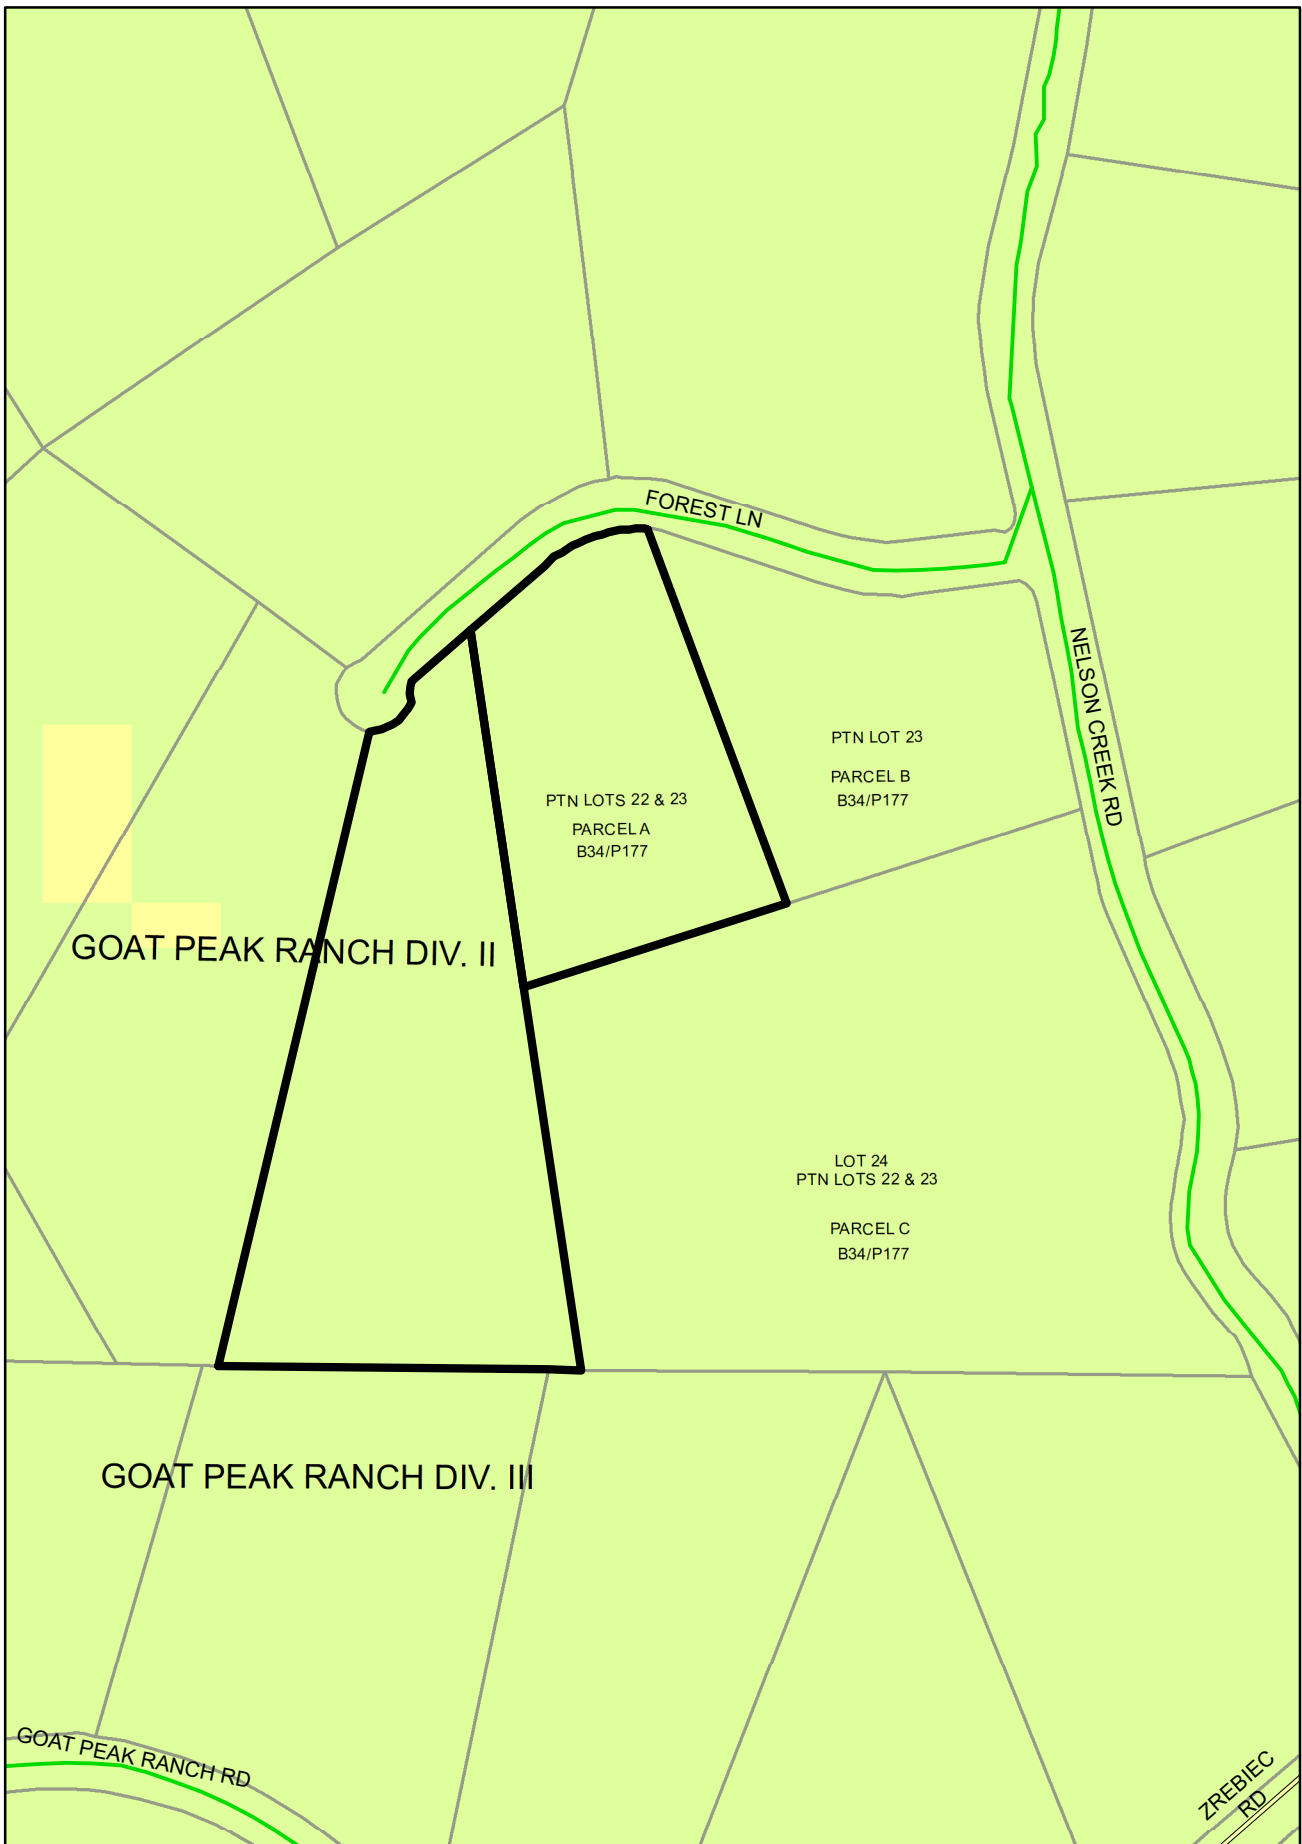 FOREST LN
NELSON CREEK RD
PTN LOT 23
PARCEL B
B34/P177
PTN LOTS 22 & 23
PARCEL A
B34/P177
GOAT PEAK RANCH DIV. II
LOT 24
PTN LOTS 22 & 23
PARCEL C
B34/P177
GOAT PEAK RANCH DIV. III
GOAT PEAK RANCH RD
ZREBIEC
RD